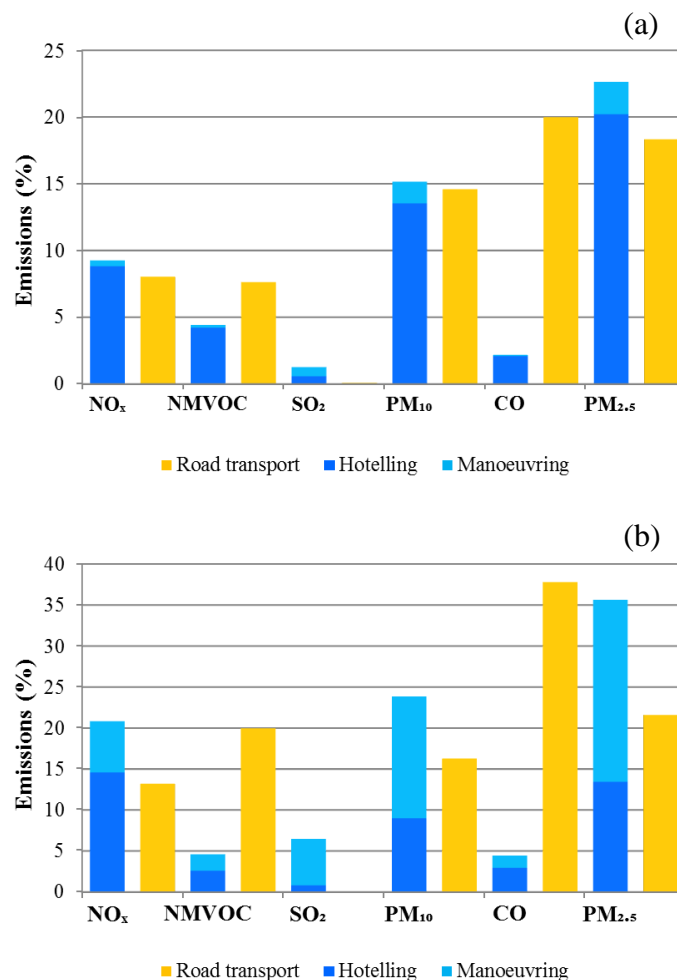 (a)
25
20
15
10
5
0
Emissions (%)
NOₓ NMVOC SO₂ PM₁₀ CO PM₂.₅
Road transport Hotelling Manoeuvring
(b)
40
35
30
25
20
15
10
5
0
Emissions (%)
NOₓ NMVOC SO₂ PM₁₀ CO PM₂.₅
Road transport Hotelling Manoeuvring